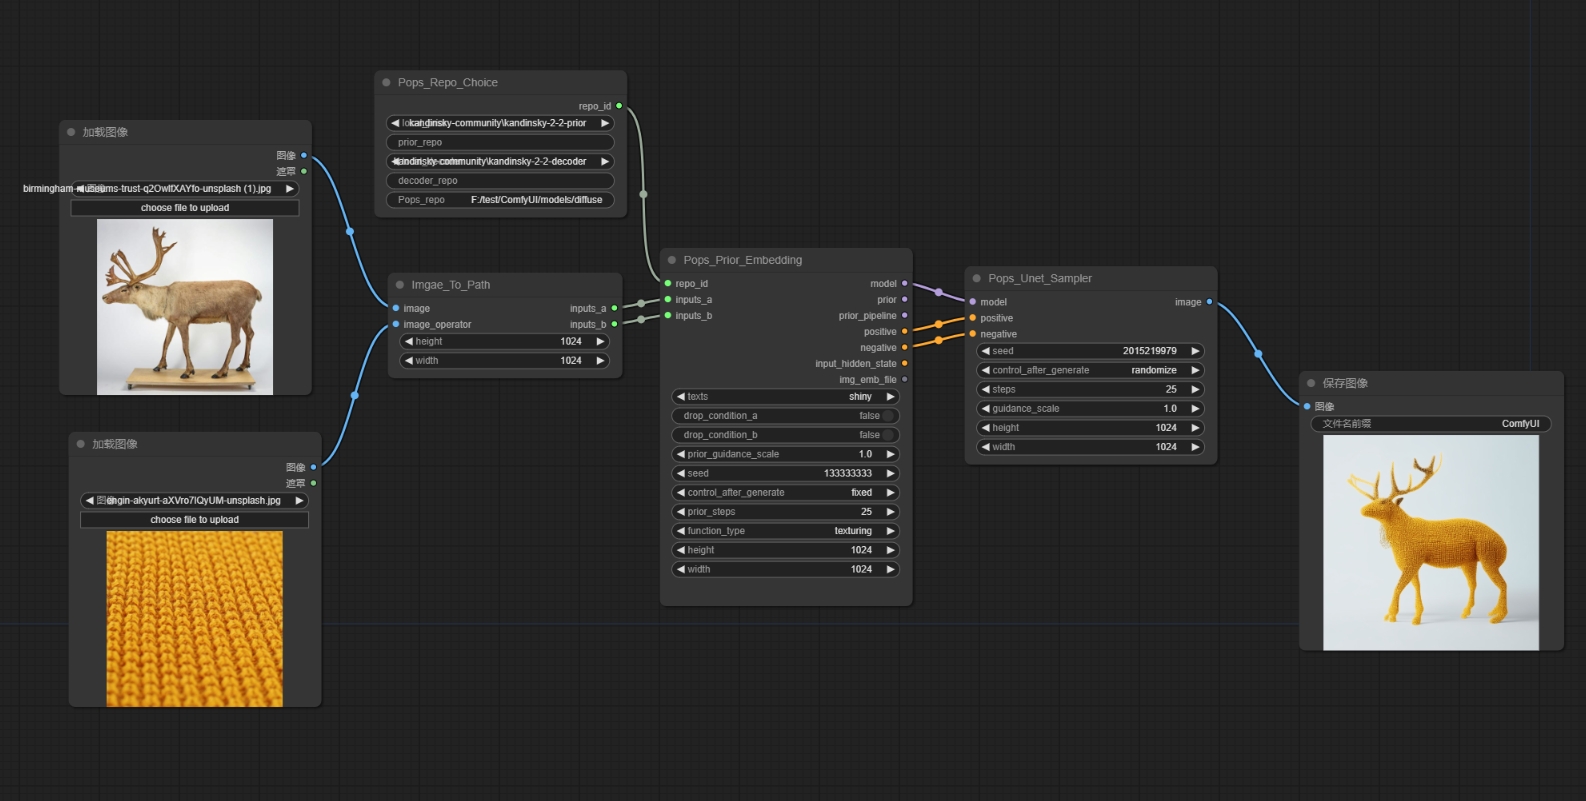 加载图像
图像
遮罩
birmingham-museums-trust-q2OwlfXAYfo-unsplash (1).jpg
choose file to upload
加载图像
图像
遮罩
engin-akyurt-aXVro7lQyUM-unsplash.jpg
choose file to upload
Pops_Repo_Choice
repo_id
kandinsky-community\kandinsky-2-2-prior
prior_repo
kandinsky-community\kandinsky-2-2-decoder
decoder_repo
Pops_repo F:/test/ComfyUI/models/diffuse
Imgae_To_Path
image inputs_a
image_operator inputs_b
height 1024
width 1024
Pops_Prior_Embedding
repo_id model
inputs_a prior
inputs_b prior_pipeline
positive
negative
input_hidden_state
img_emb_file
texts shiny
drop_condition_a false
drop_condition_b false
prior_guidance_scale 1.0
seed 133333333
control_after_generate fixed
prior_steps 25
function_type texturing
height 1024
width 1024
Pops_Unet_Sampler
model image
positive
negative
seed 2015219979
control_after_generate randomize
steps 25
guidance_scale 1.0
height 1024
width 1024
保存图像
图像
文件名前缀 ComfyUI